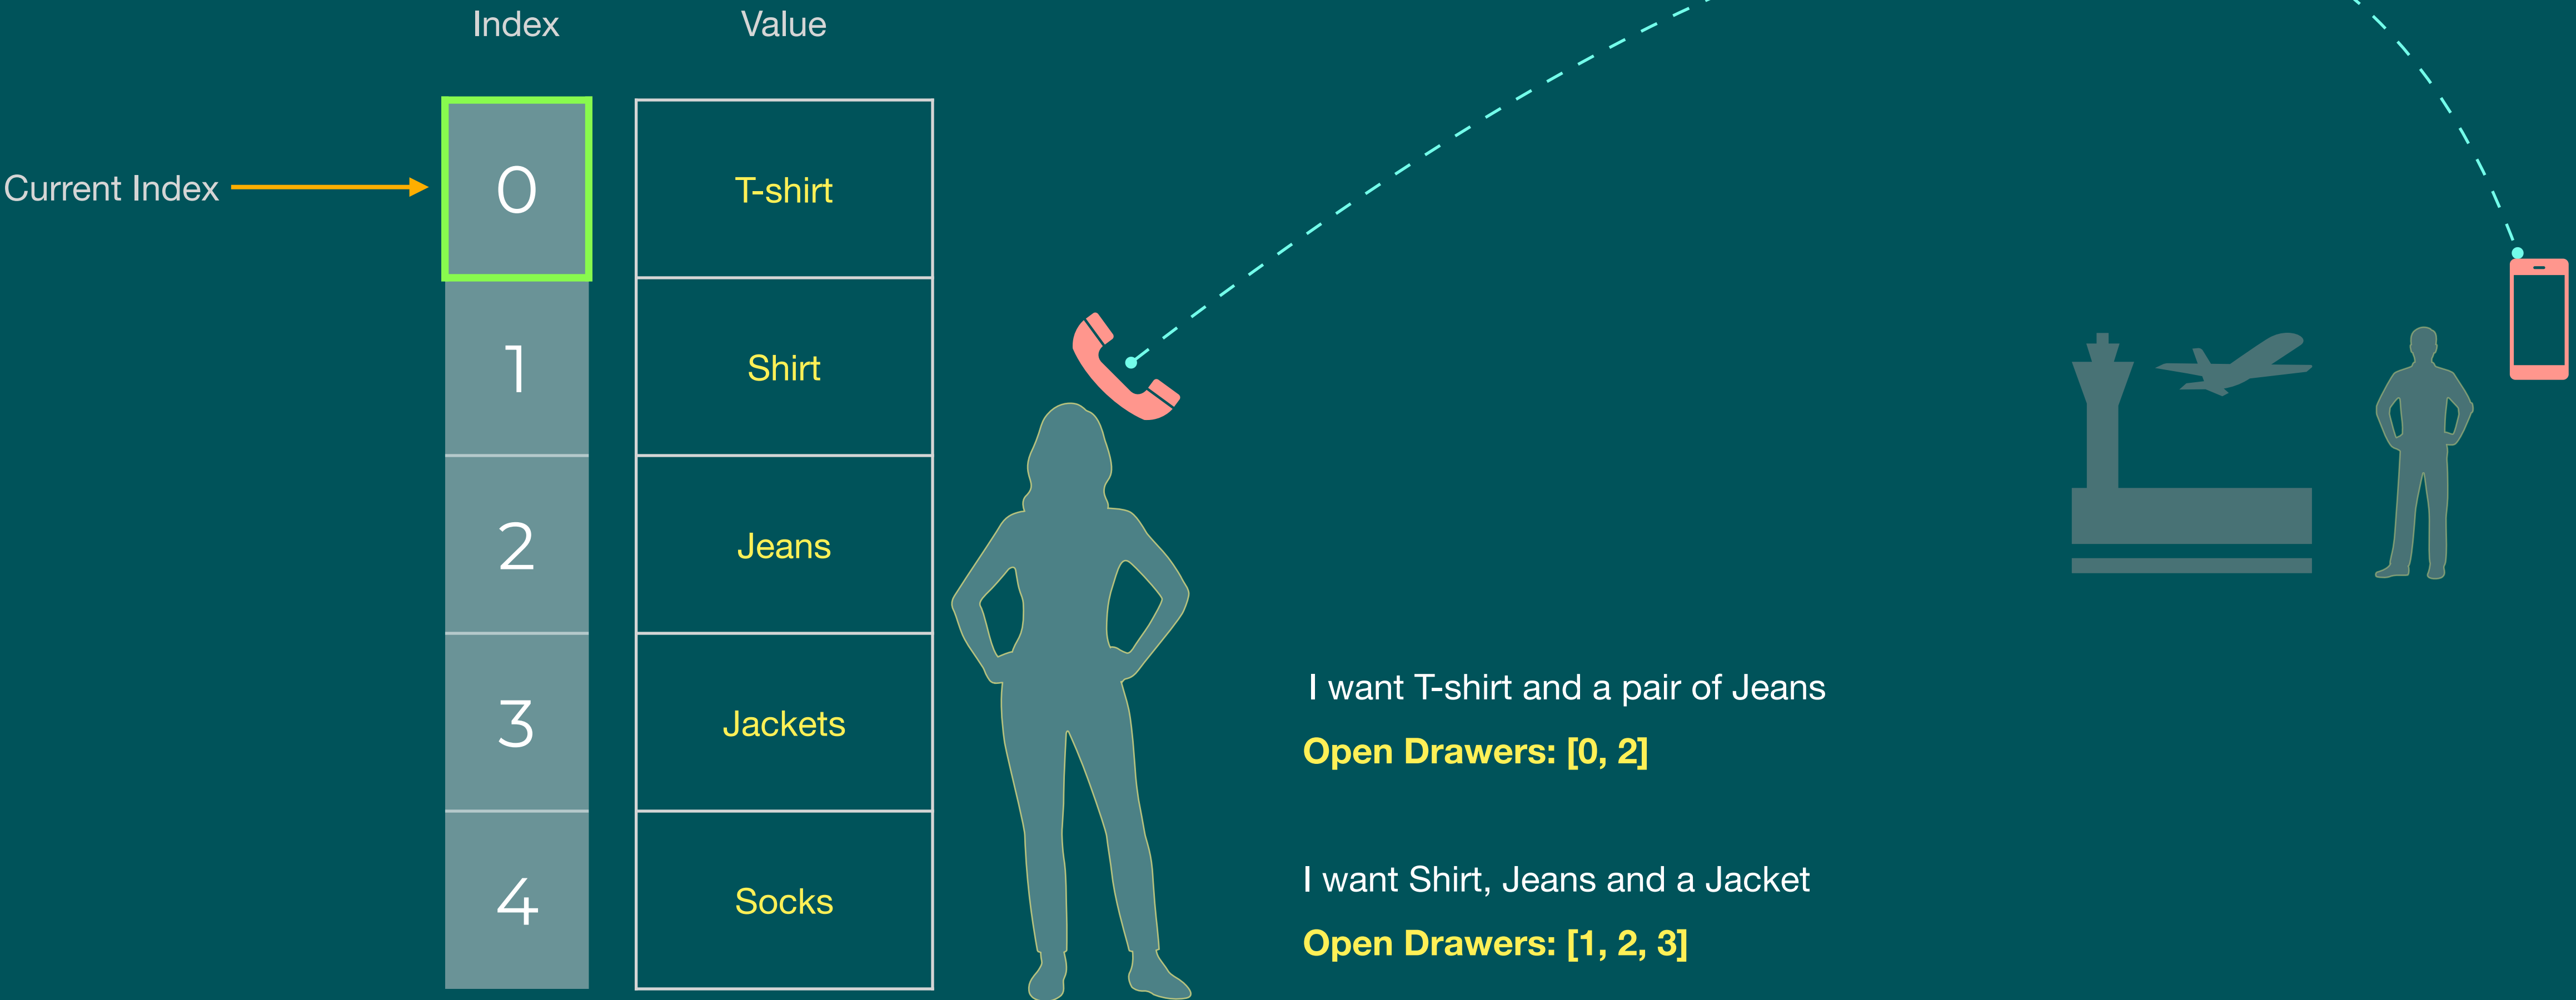 Index
Value
Current Index
0
T-shirt
1
Shirt
2
Jeans
3
Jackets
4
Socks
I want T-shirt and a pair of Jeans
Open Drawers: [0, 2]
I want Shirt, Jeans and a Jacket
Open Drawers: [1, 2, 3]